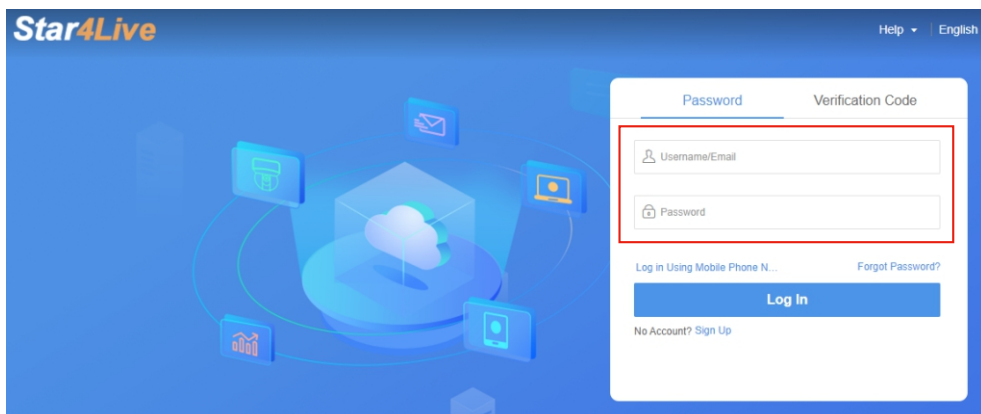 Star4Live
Help English
Password Verification Code
Username/Email
Password
Log in Using Mobile Phone N... Forgot Password?
Log In
No Account? Sign Up